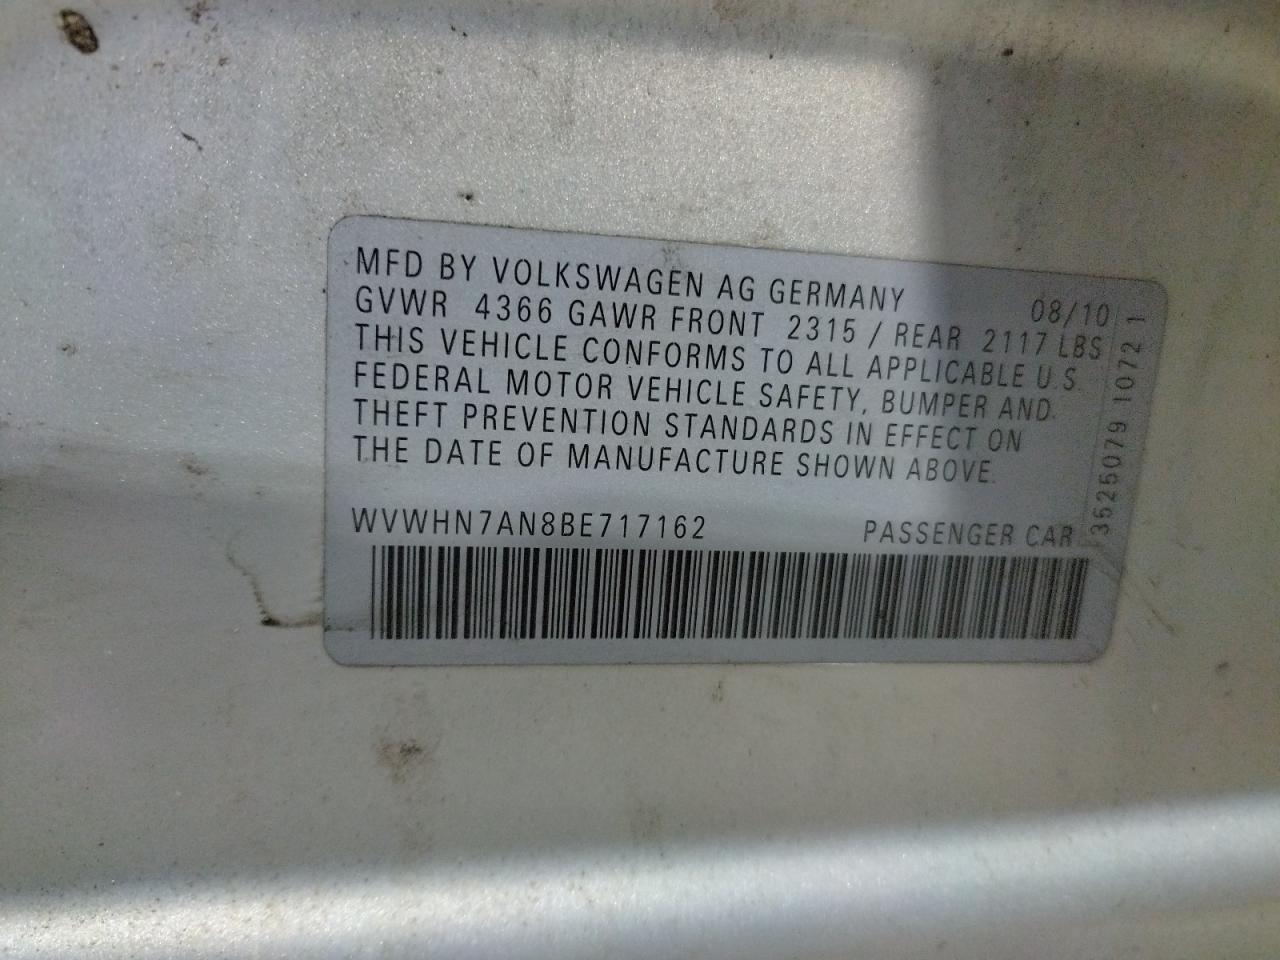 MFD BY VOLKSWAGEN AG GERMANY 08/10
GVWR 4366 GAWR FRONT 2315 / REAR 2117 LBS
THIS VEHICLE CONFORMS TO ALL APPLICABLE U.S.
FEDERAL MOTOR VEHICLE SAFETY, BUMPER AND.
THEFT PREVENTION STANDARDS IN EFFECT ON
THE DATE OF MANUFACTURE SHOWN ABOVE.
WVWHN7AN8BE717162 PASSENGER CAR
35250079 1072 1